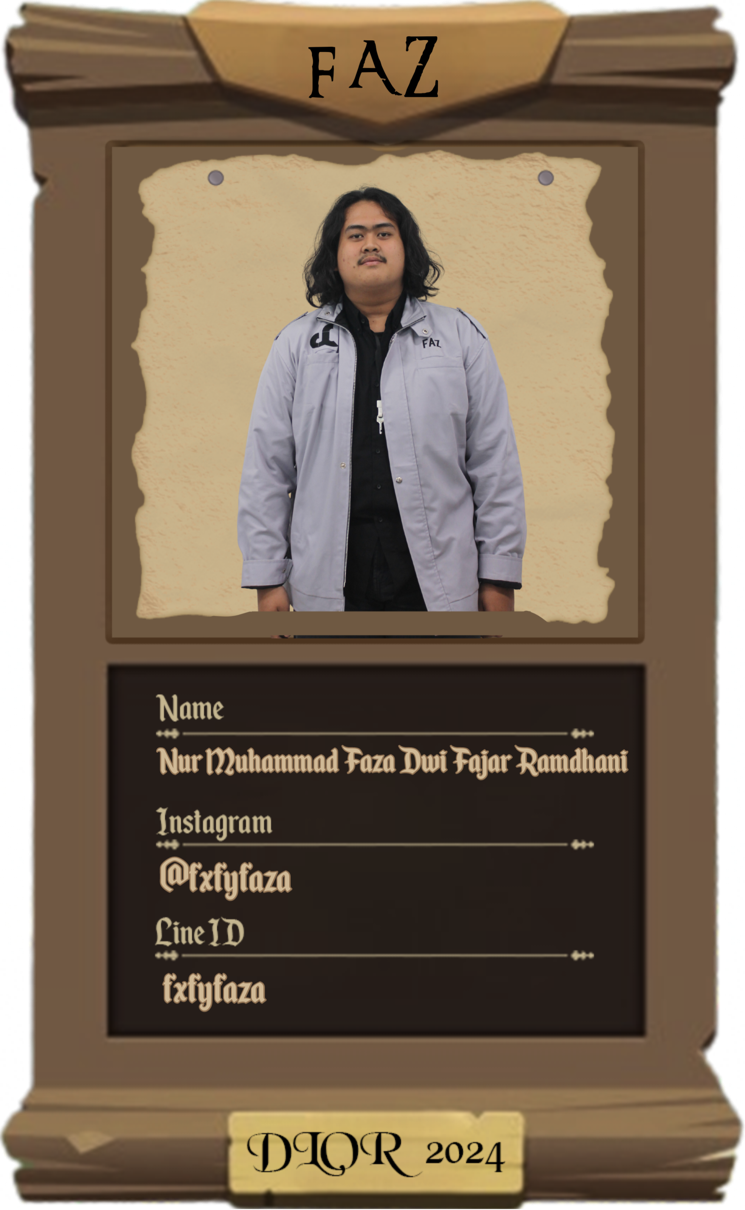 FAZ
FAZ
Name
Nur Muhammad Faza Dwi Fajar Ramdhani
Instagram
@fxfyfaza
Line ID
fxfyfaza
DLOR 2024